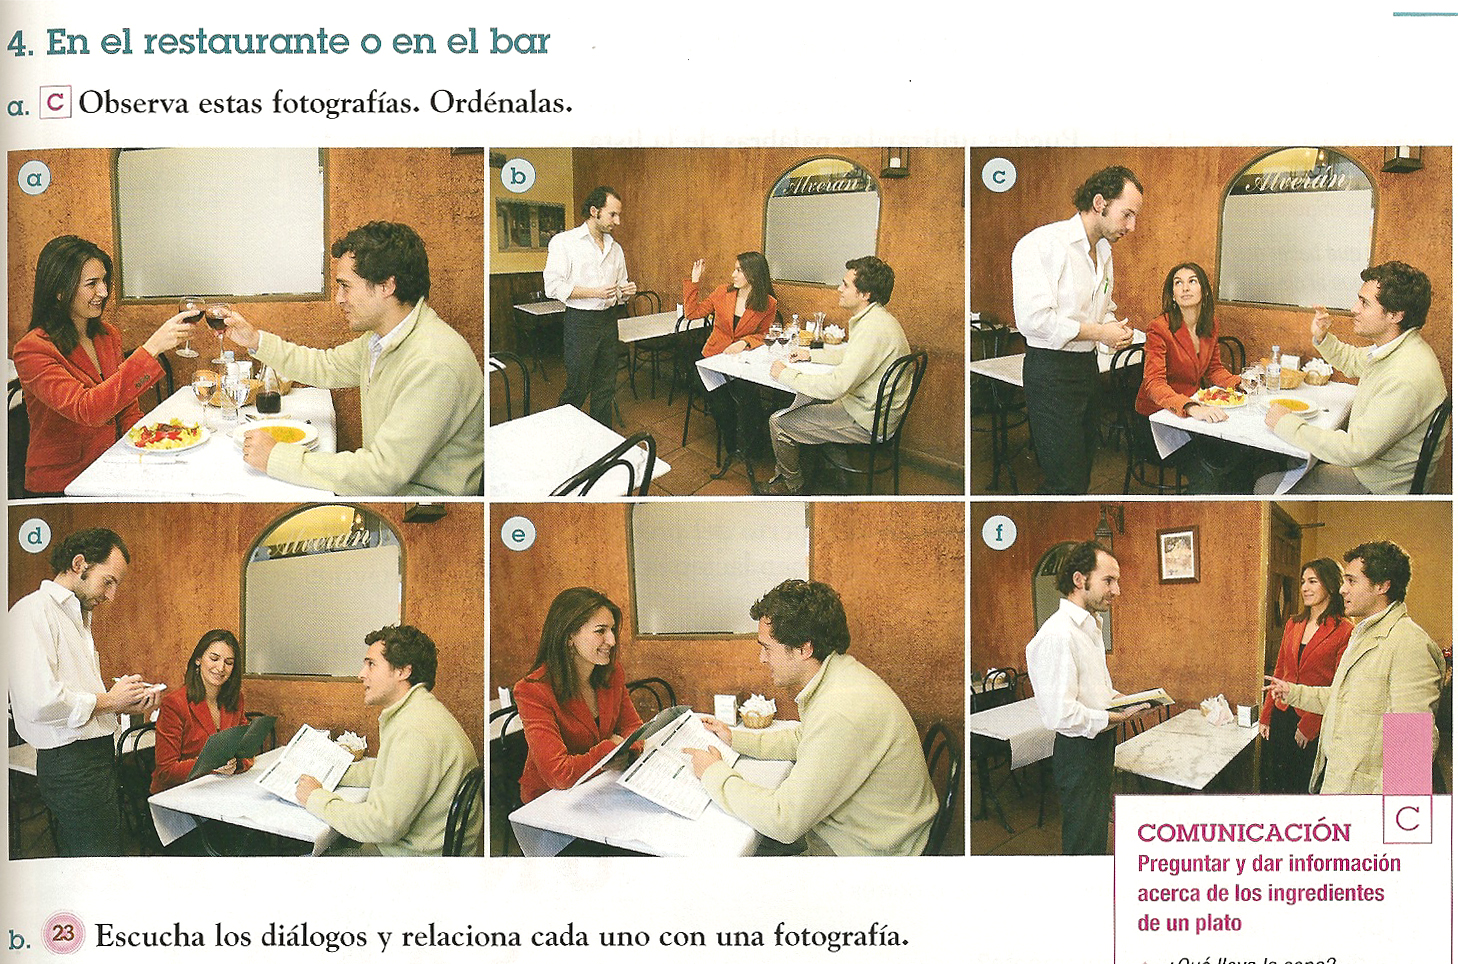 4. En el restaurante o en el bar
a. C Observa estas fotografías. Ordénalas.
a
b
c
Alverán
Alverán
d
e
f
Alverán
C
COMUNICACIÓN
Preguntar y dar información
acerca de los ingredientes
de un plato
b. 23 Escucha los diálogos y relaciona cada uno con una fotografía.